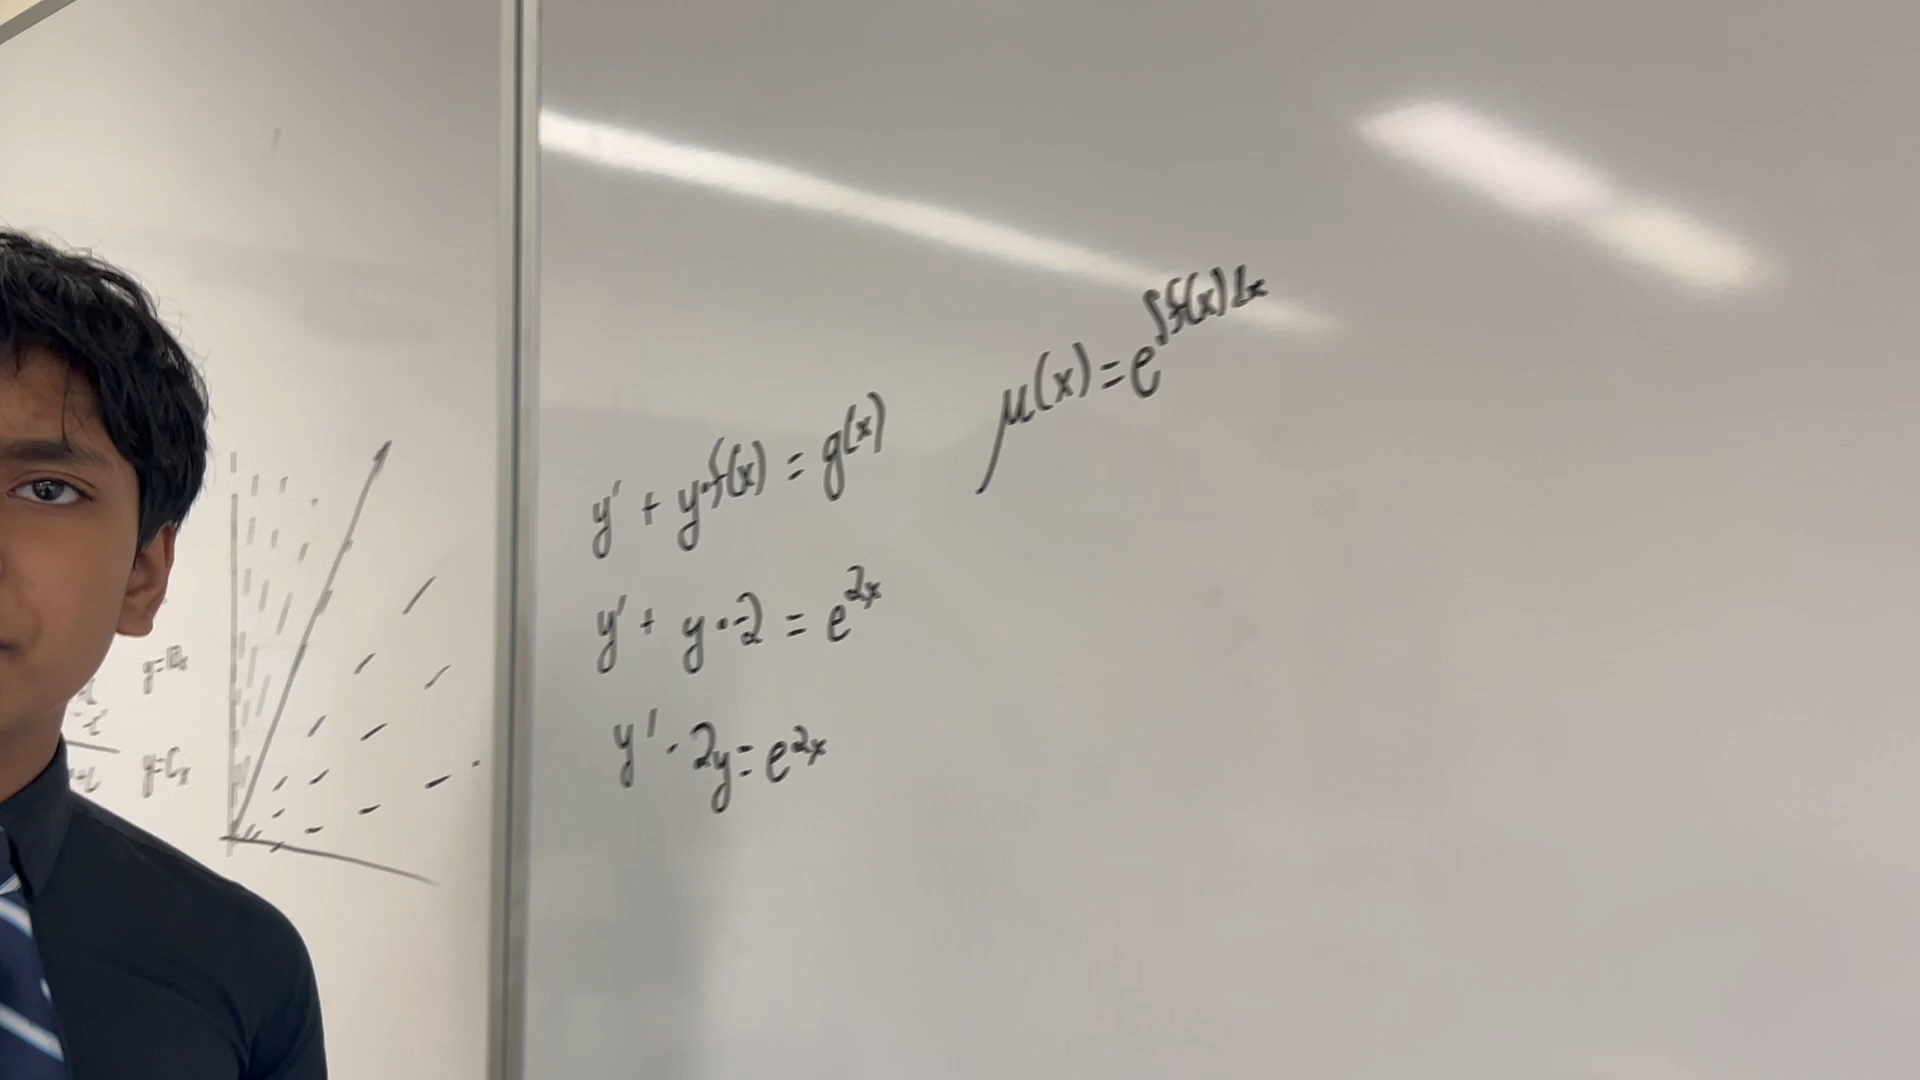 μ(x) = e^∫f(x)dx
y' + y·f(x) = g(x)
y' + y·-2 = e^2x
y' - 2y = e^2x